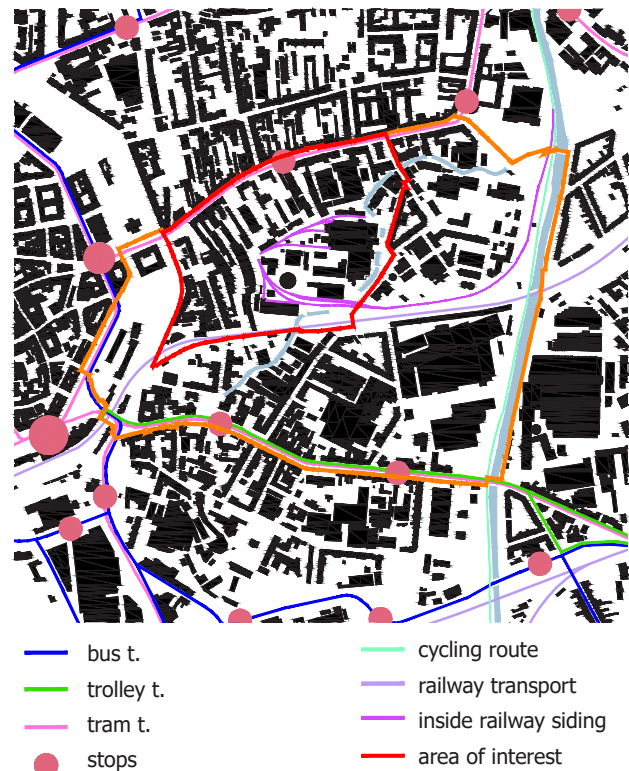 bus t.
trolley t.
tram t.
stops
cycling route
railway transport
inside railway siding
area of interest